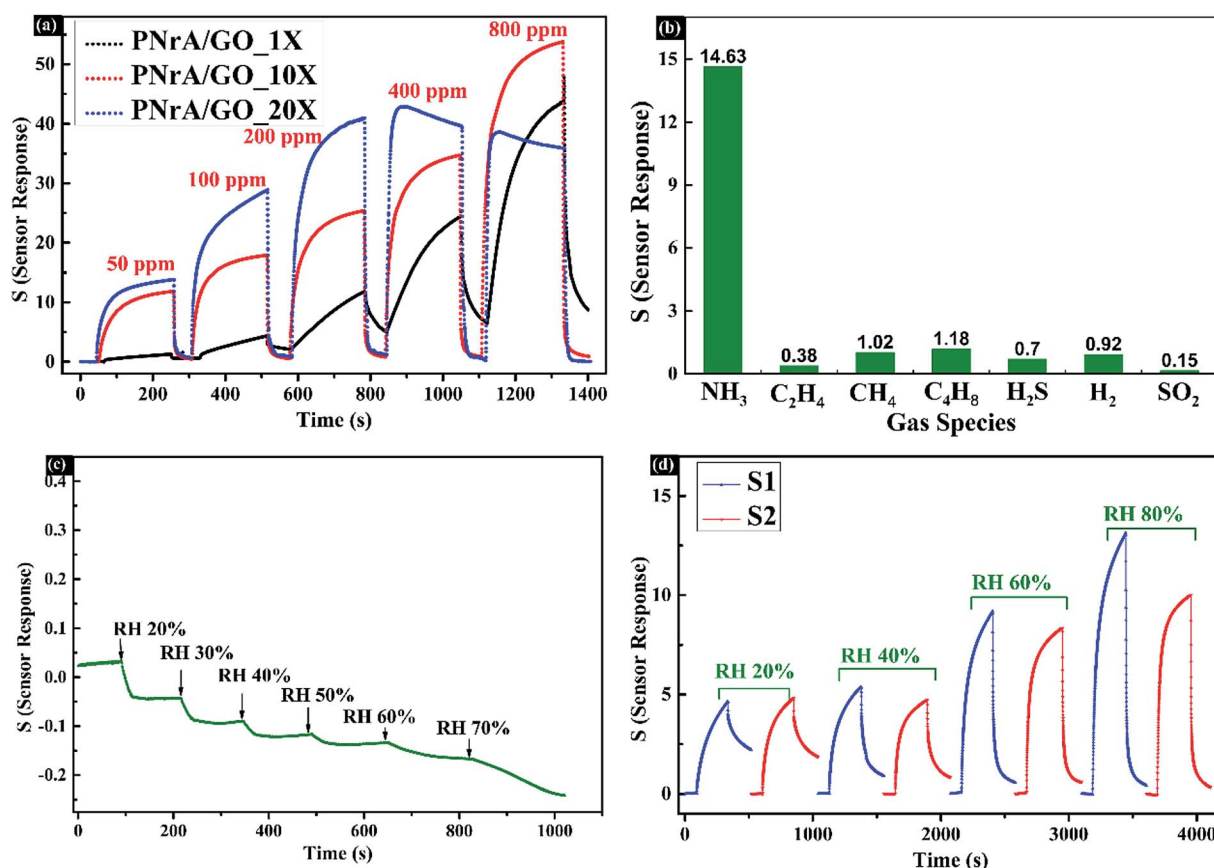 (a)
PNrA/GO_1X
PNrA/GO_10X
PNrA/GO_20X
50 ppm
100 ppm
200 ppm
400 ppm
800 ppm
S (Sensor Response)
50
40
30
20
10
0
0 200 400 600 800 1000 1200 1400
Time (s)
(b)
S (Sensor Response)
15
12
9
6
3
0
14.63
0.38
1.02
1.18
0.7
0.92
0.15
NH₃ C₂H₄ CH₄ C₄H₈ H₂S H₂ SO₂
Gas Species
(c)
S (Sensor Response)
0.4
0.3
0.2
0.1
0.0
-0.1
-0.2
RH 20%
RH 30%
RH 40%
RH 50%
RH 60%
RH 70%
0 200 400 600 800 1000
Time (s)
(d)
S1
S2
S (Sensor Response)
15
10
5
0
RH 20%
RH 40%
RH 60%
RH 80%
0 1000 2000 3000 4000
Time (s)